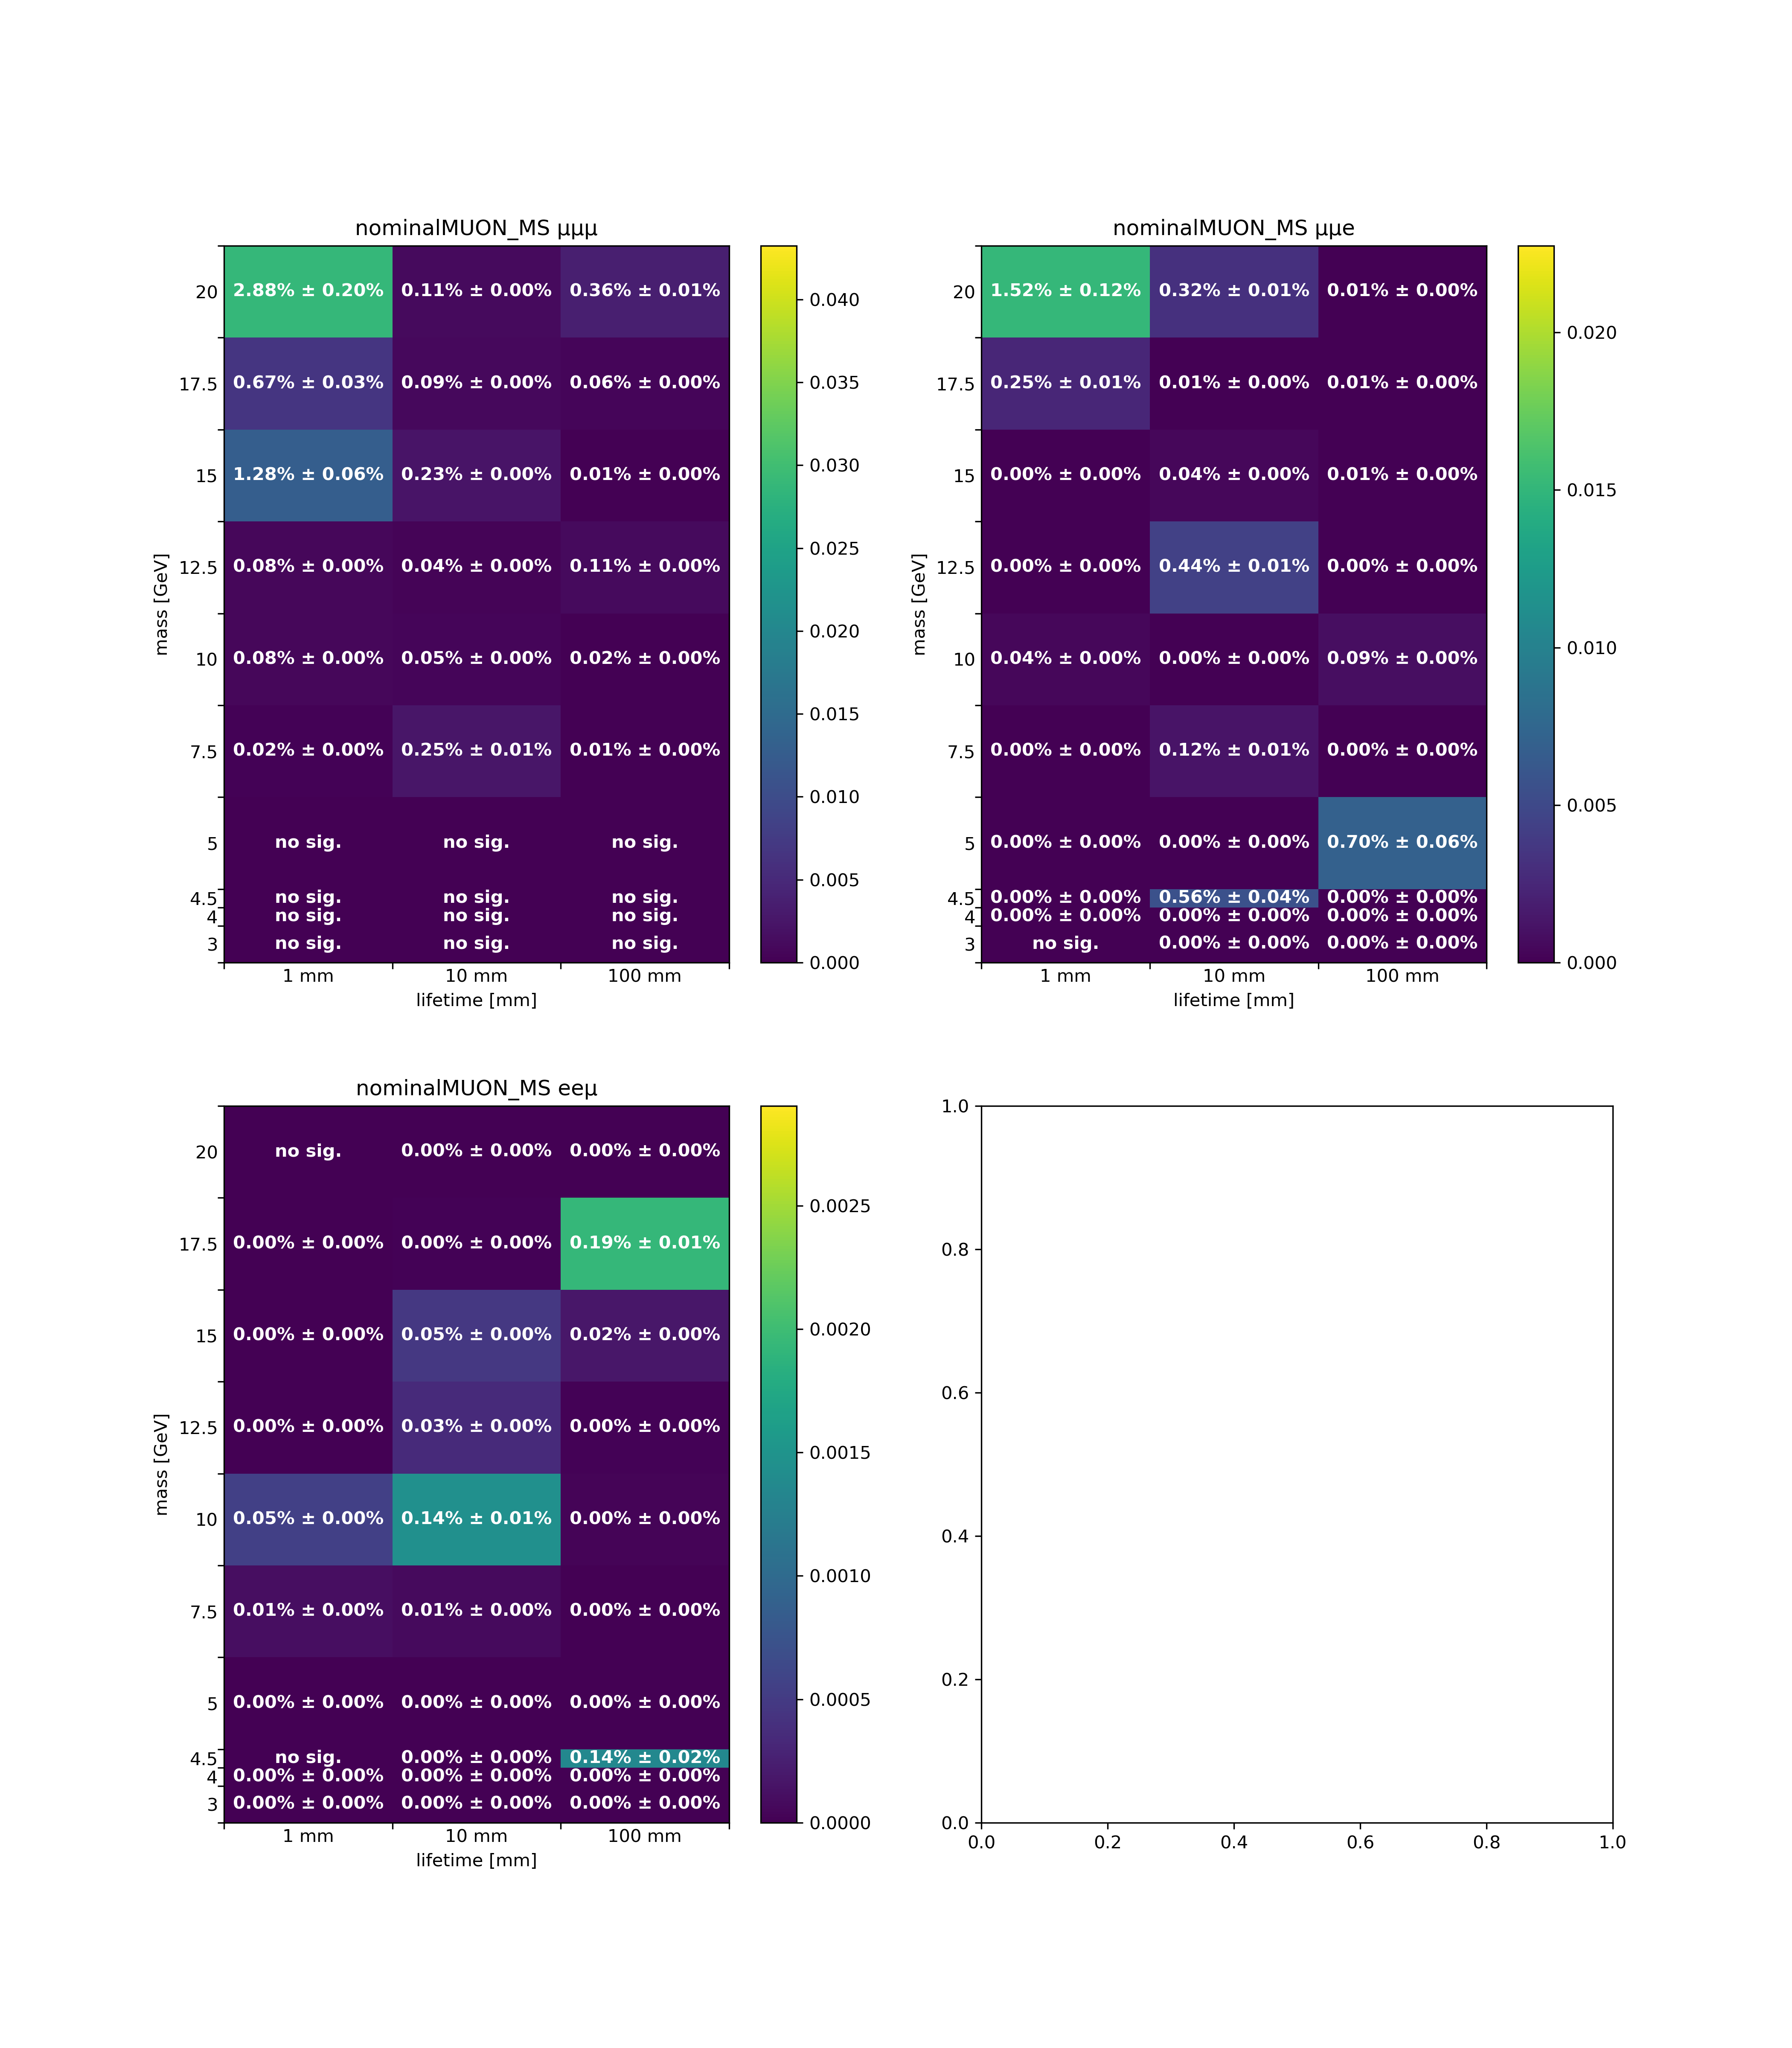 nominalMUON_MS μμμ
20 2.88% ± 0.20% 0.11% ± 0.00% 0.36% ± 0.01%
17.5 0.67% ± 0.03% 0.09% ± 0.00% 0.06% ± 0.00%
15 1.28% ± 0.06% 0.23% ± 0.00% 0.01% ± 0.00%
12.5 0.08% ± 0.00% 0.04% ± 0.00% 0.11% ± 0.00%
10 0.08% ± 0.00% 0.05% ± 0.00% 0.02% ± 0.00%
7.5 0.02% ± 0.00% 0.25% ± 0.01% 0.01% ± 0.00%
5 no sig. no sig. no sig.
4.5 no sig. no sig. no sig.
4 no sig. no sig. no sig.
3 no sig. no sig. no sig.
1 mm 10 mm 100 mm
lifetime [mm]
mass [GeV]
0.040
0.035
0.030
0.025
0.020
0.015
0.010
0.005
0.000
nominalMUON_MS μμe
20 1.52% ± 0.12% 0.32% ± 0.01% 0.01% ± 0.00%
17.5 0.25% ± 0.01% 0.01% ± 0.00% 0.01% ± 0.00%
15 0.00% ± 0.00% 0.04% ± 0.00% 0.01% ± 0.00%
12.5 0.00% ± 0.00% 0.44% ± 0.01% 0.00% ± 0.00%
10 0.04% ± 0.00% 0.00% ± 0.00% 0.09% ± 0.00%
7.5 0.00% ± 0.00% 0.12% ± 0.01% 0.00% ± 0.00%
5 0.00% ± 0.00% 0.00% ± 0.00% 0.70% ± 0.06%
4.5 0.00% ± 0.00% 0.56% ± 0.04% 0.00% ± 0.00%
4 0.00% ± 0.00% 0.00% ± 0.00% 0.00% ± 0.00%
3 no sig. 0.00% ± 0.00% 0.00% ± 0.00%
1 mm 10 mm 100 mm
lifetime [mm]
mass [GeV]
0.020
0.015
0.010
0.005
0.000
nominalMUON_MS eeμ
20 no sig. 0.00% ± 0.00% 0.00% ± 0.00%
17.5 0.00% ± 0.00% 0.00% ± 0.00% 0.19% ± 0.01%
15 0.00% ± 0.00% 0.05% ± 0.00% 0.02% ± 0.00%
12.5 0.00% ± 0.00% 0.03% ± 0.00% 0.00% ± 0.00%
10 0.05% ± 0.00% 0.14% ± 0.01% 0.00% ± 0.00%
7.5 0.01% ± 0.00% 0.01% ± 0.00% 0.00% ± 0.00%
5 0.00% ± 0.00% 0.00% ± 0.00% 0.00% ± 0.00%
4.5 no sig. 0.00% ± 0.00% 0.14% ± 0.02%
4 0.00% ± 0.00% 0.00% ± 0.00% 0.00% ± 0.00%
3 0.00% ± 0.00% 0.00% ± 0.00% 0.00% ± 0.00%
1 mm 10 mm 100 mm
lifetime [mm]
mass [GeV]
0.0025
0.0020
0.0015
0.0010
0.0005
0.0000
1.0
0.8
0.6
0.4
0.2
0.0
0.0 0.2 0.4 0.6 0.8 1.0